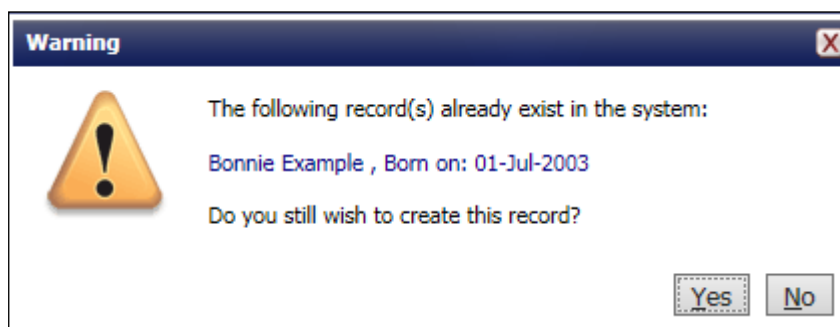 Warning
X
The following record(s) already exist in the system:
Bonnie Example , Born on: 01-Jul-2003
Do you still wish to create this record?
Yes No